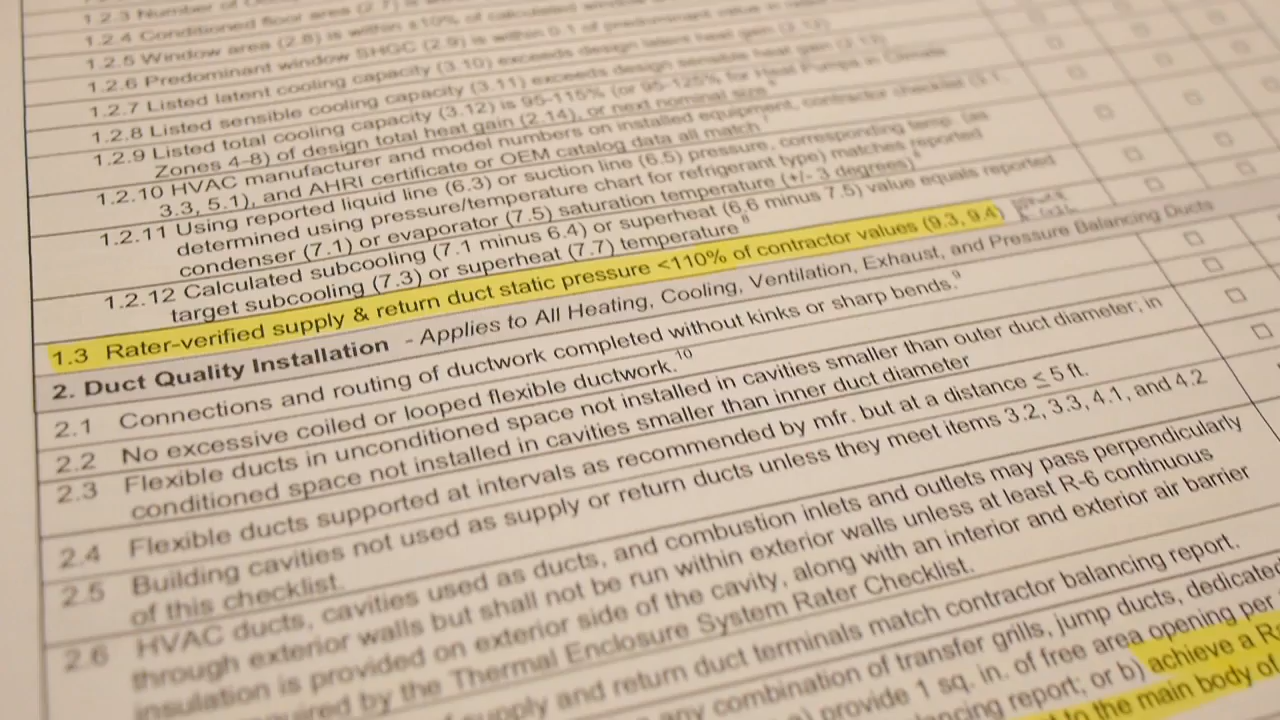 1.2.3 Number of
1.2.4 Conditioned floor area (2.7) is within ±10% of calculated
1.2.5 Window area (2.8) is within ±10% of calculated window
1.2.6 Predominant window SHGC (2.9) is within 0.1 of predominant value in
1.2.7 Listed latent cooling capacity (3.10) exceeds design latent heat gain (2.12)
1.2.8 Listed sensible cooling capacity (3.11) exceeds design sensible heat gain (2.13)
1.2.9 Listed total cooling capacity (3.12) is 95-115% (or 95-125% for Heat Pumps in Climate
Zones 4-8) of design total heat gain (2.14), or next nominal size
1.2.10 HVAC manufacturer and model numbers on installed equipment, contractor checklist (3.1,
3.3, 5.1), and AHRI certificate or OEM catalog data all match
1.2.11 Using reported liquid line (6.3) or suction line (6.5) pressure, corresponding temp. (as
determined using pressure/temperature chart for refrigerant type) matches reported
condenser (7.1) or evaporator (7.5) saturation temperature (+/- 3 degrees)
1.2.12 Calculated subcooling (7.1 minus 6.4) or superheat (6.6 minus 7.5) value equals reported
target subcooling (7.3) or superheat (7.7) temperature
1.3 Rater-verified supply & return duct static pressure <110% of contractor values (9.3, 9.4)
2. Duct Quality Installation - Applies to All Heating, Cooling, Ventilation, Exhaust, and Pressure Balancing Ducts
2.1 Connections and routing of ductwork completed without kinks or sharp bends.9
2.2 No excessive coiled or looped flexible ductwork.10
2.3 Flexible ducts in unconditioned space not installed in cavities smaller than outer duct diameter; in
conditioned space not installed in cavities smaller than inner duct diameter
2.4 Flexible ducts supported at intervals as recommended by mfr. but at a distance ≤ 5 ft.
2.5 Building cavities not used as supply or return ducts unless they meet items 3.2, 3.3, 4.1, and 4.2
of this checklist.
2.6 HVAC ducts, cavities used as ducts, and combustion inlets and outlets may pass perpendicularly
through exterior walls but shall not be run within exterior walls unless at least R-6 continuous
insulation is provided on exterior side of the cavity, along with an interior and exterior air barrier
required by the Thermal Enclosure System Rater Checklist.
supply and return duct terminals match contractor balancing report.
any combination of transfer grills, jump ducts, dedicated
provide 1 sq. in. of free area opening per
balancing report; or b) achieve a
to the main body of